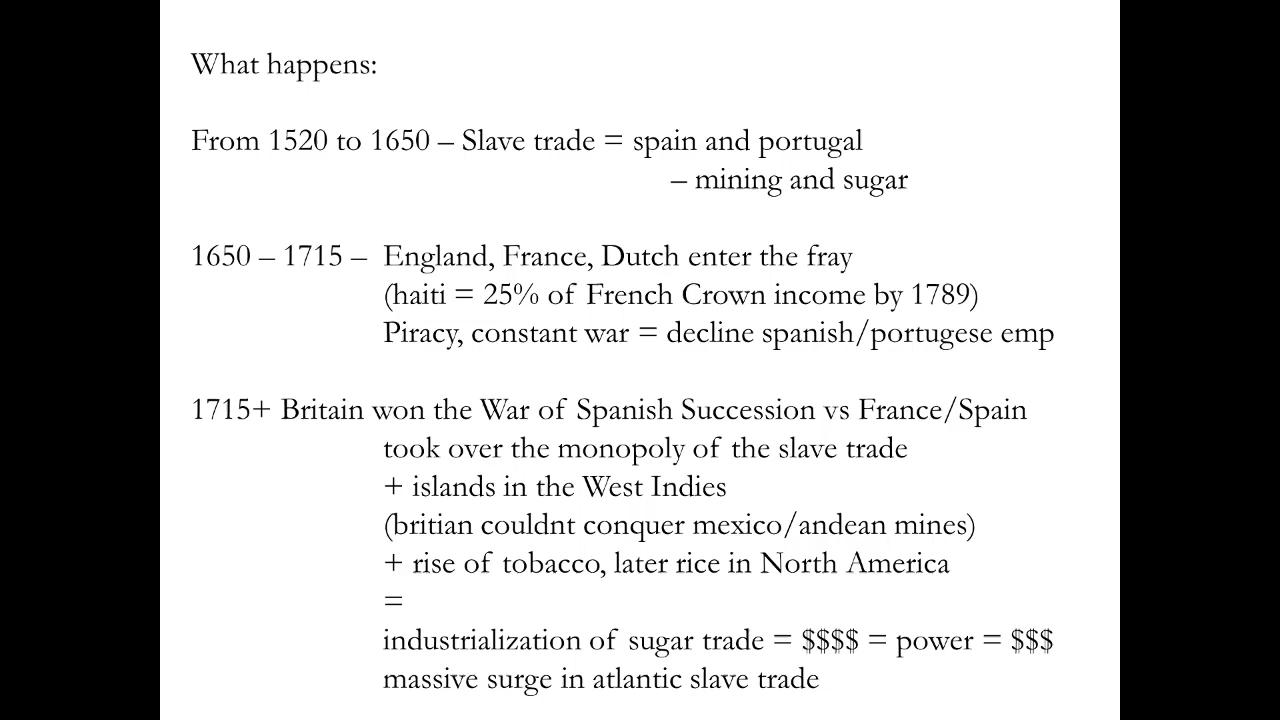 What happens:
From 1520 to 1650 – Slave trade = spain and portugal
– mining and sugar
1650 – 1715 – England, France, Dutch enter the fray
(haiti = 25% of French Crown income by 1789)
Piracy, constant war = decline spanish/portugese emp
1715+ Britain won the War of Spanish Succession vs France/Spain
took over the monopoly of the slave trade
+ islands in the West Indies
(britian couldnt conquer mexico/andean mines)
+ rise of tobacco, later rice in North America
=
industrialization of sugar trade = $$$$ = power = $$$
massive surge in atlantic slave trade